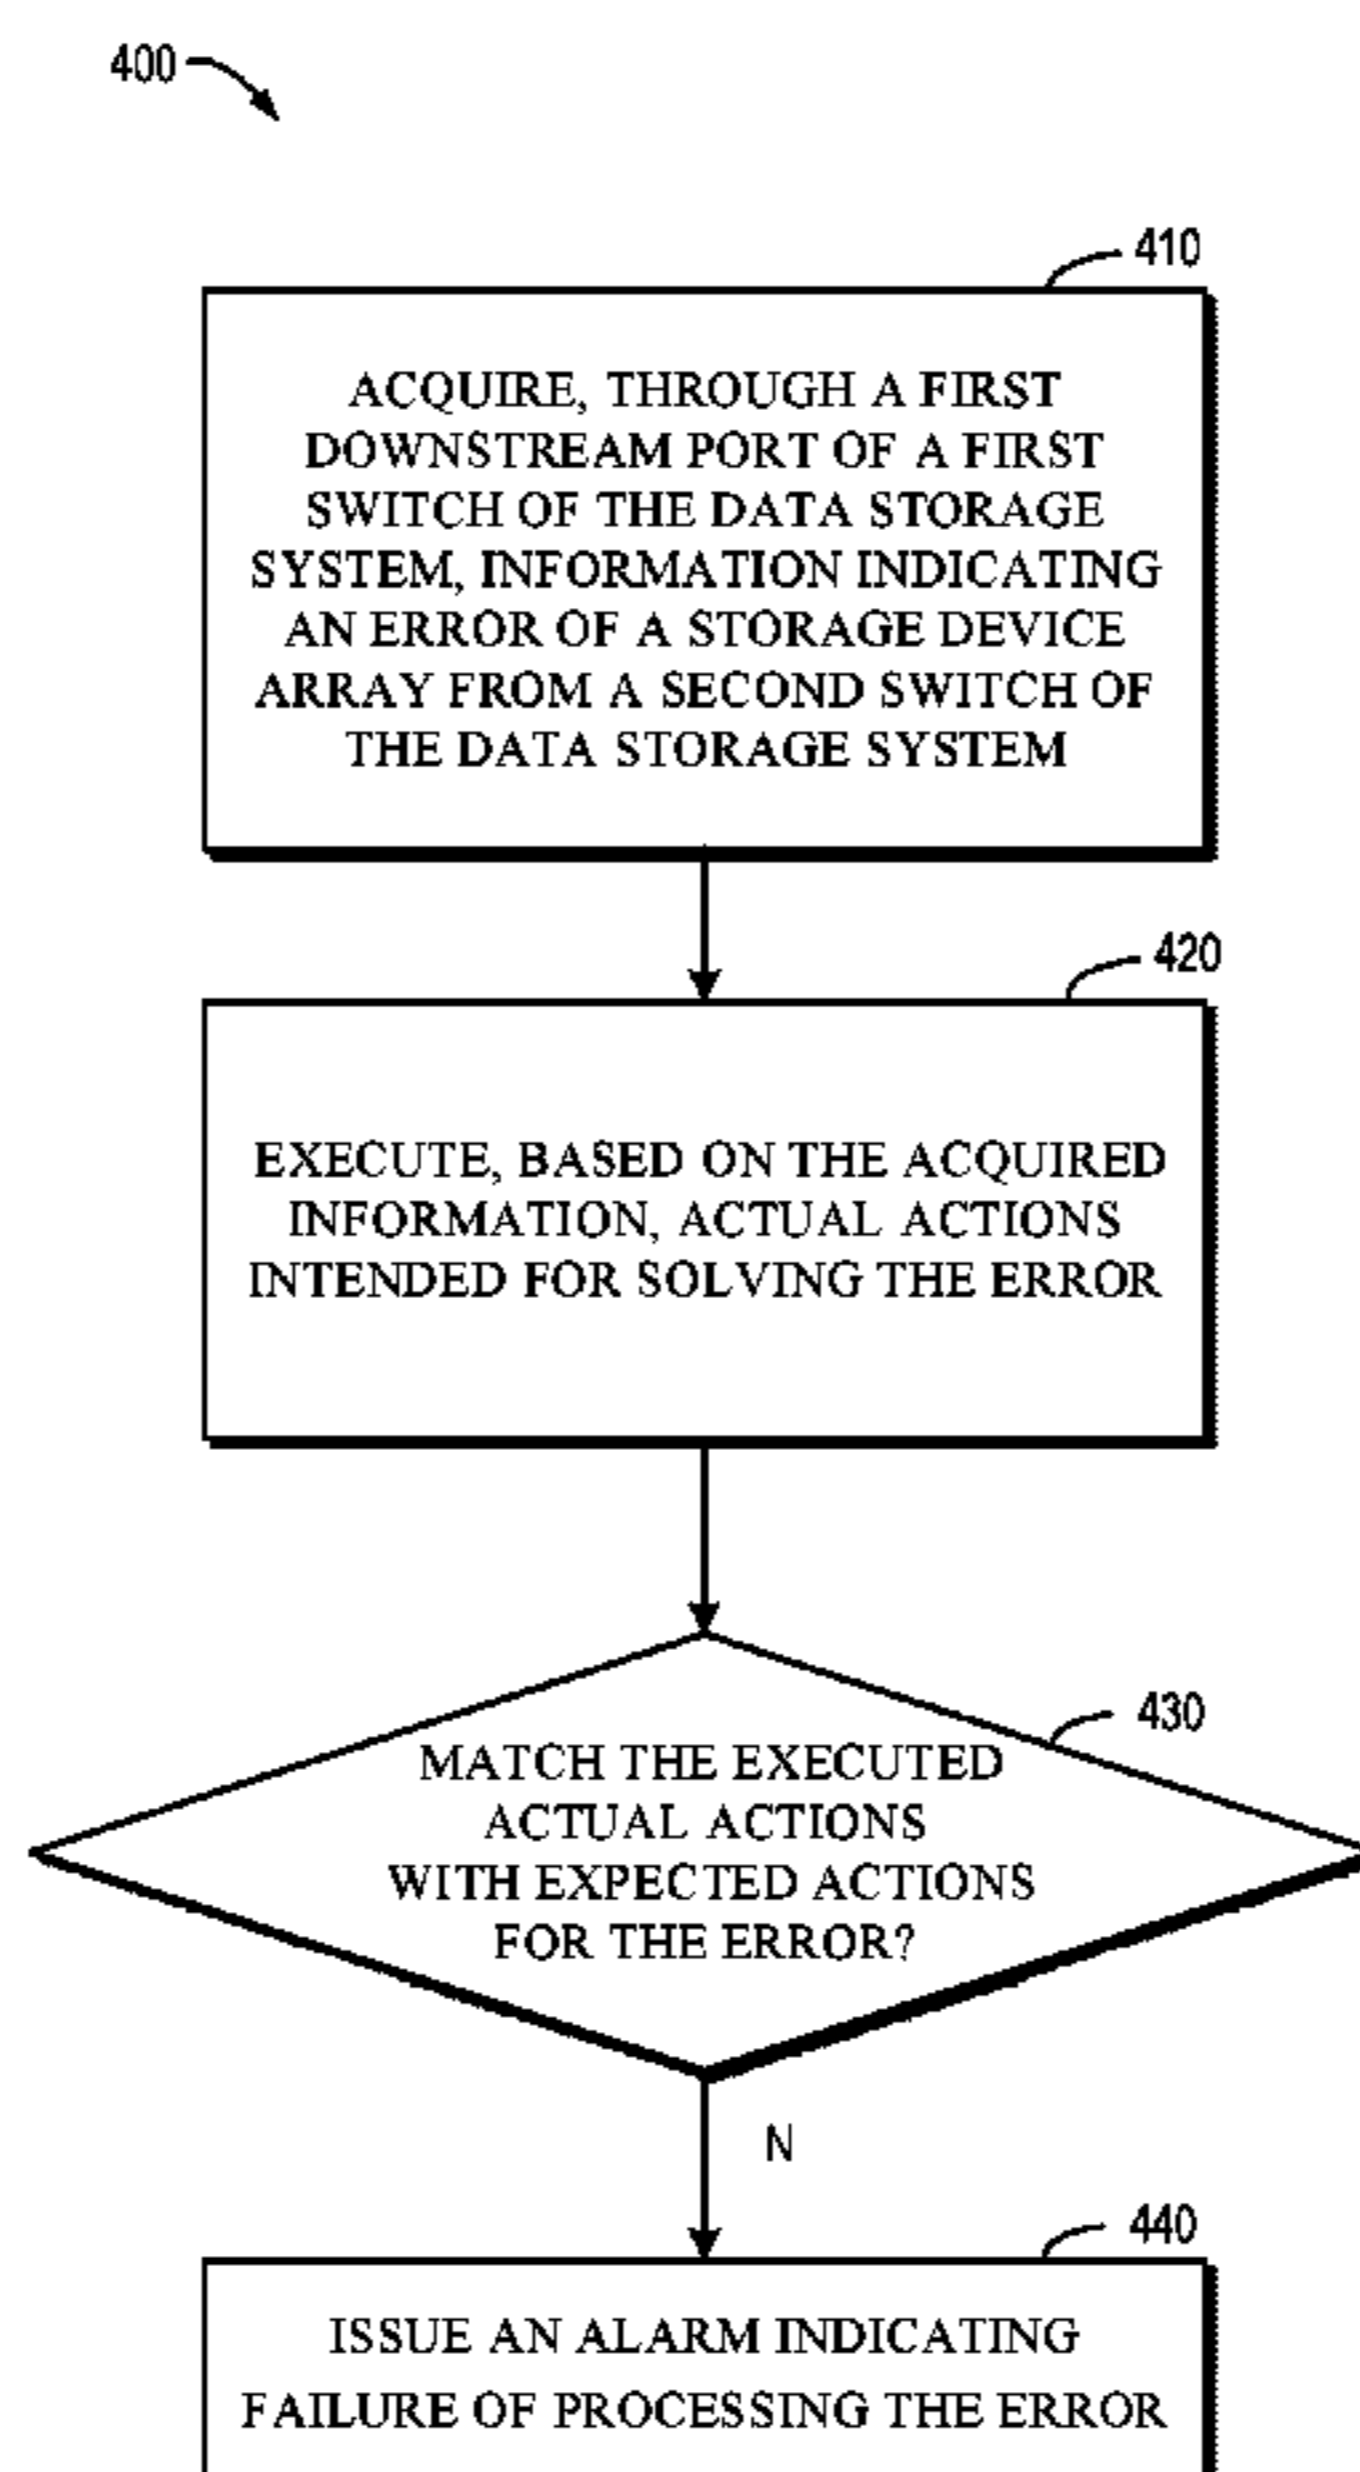 400
410
ACQUIRE, THROUGH A FIRST
DOWNSTREAM PORT OF A FIRST
SWITCH OF THE DATA STORAGE
SYSTEM, INFORMATION INDICATING
AN ERROR OF A STORAGE DEVICE
ARRAY FROM A SECOND SWITCH OF
THE DATA STORAGE SYSTEM
420
EXECUTE, BASED ON THE ACQUIRED
INFORMATION, ACTUAL ACTIONS
INTENDED FOR SOLVING THE ERROR
430
MATCH THE EXECUTED
ACTUAL ACTIONS
WITH EXPECTED ACTIONS
FOR THE ERROR?
N
440
ISSUE AN ALARM INDICATING
FAILURE OF PROCESSING THE ERROR